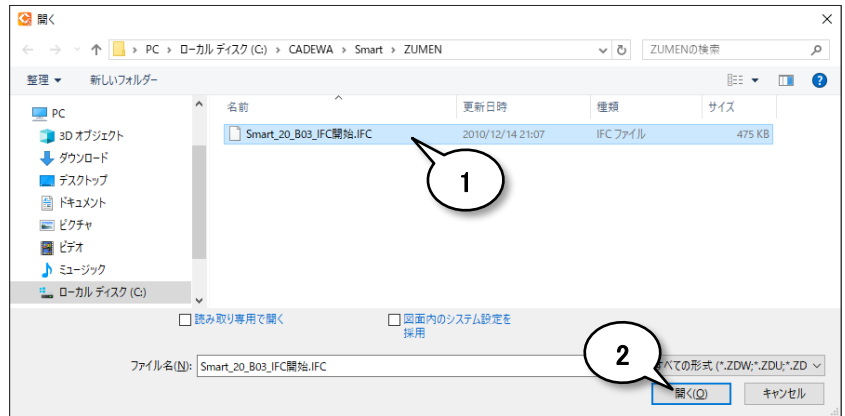 開く
PC › ローカル ディスク (C:) › CADEWA › Smart › ZUMEN
ZUMENの検索
整理 新しいフォルダー
名前 更新日時 種類 サイズ
Smart_20_B03_IFC開始.IFC 2010/12/14 21:07 IFC ファイル 475 KB
PC
3D オブジェクト
ダウンロード
デスクトップ
ドキュメント
ピクチャ
ビデオ
ミュージック
ローカル ディスク (C:)
1
読み取り専用で開く
図面内のシステム設定を
採用
ファイル名(N): Smart_20_B03_IFC開始.IFC
2
べての形式 (*.ZDW;*.ZDU;*.ZD
開く(O) キャンセル